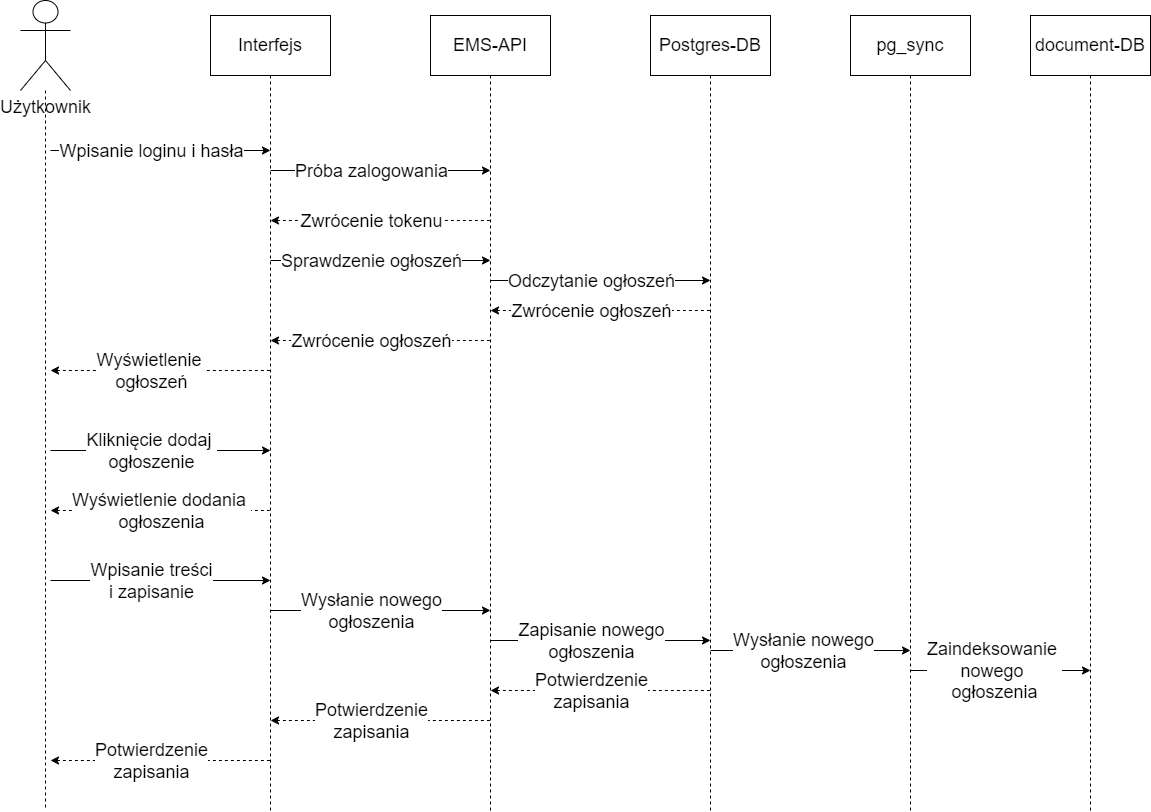 Użytkownik
Interfejs
EMS-API
Postgres-DB
pg_sync
document-DB
Wpisanie loginu i hasła
Próba zalogowania
Zwrócenie tokenu
Sprawdzenie ogłoszeń
Odczytanie ogłoszeń
Zwrócenie ogłoszeń
Zwrócenie ogłoszeń
Wyświetlenie
ogłoszeń
Kliknięcie dodaj
ogłoszenie
Wyświetlenie dodania
ogłoszenia
Wpisanie treści
i zapisanie
Wysłanie nowego
ogłoszenia
Zapisanie nowego
ogłoszenia
Wysłanie nowego
ogłoszenia
Zaindeksowanie
nowego
ogłoszenia
Potwierdzenie
zapisania
Potwierdzenie
zapisania
Potwierdzenie
zapisania